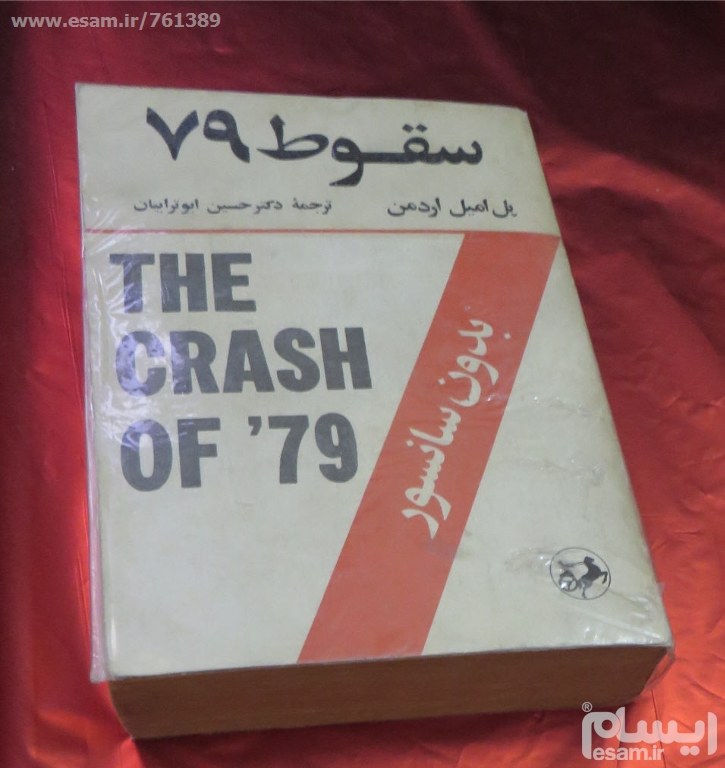 www.esam.ir/761389
سقوط ۷۹
پل امیل اردمن
ترجمهٔ دکتر حسین ابوترابیان
THE
CRASH
OF '79
بدون سانسور
ایسام®
esam.ir